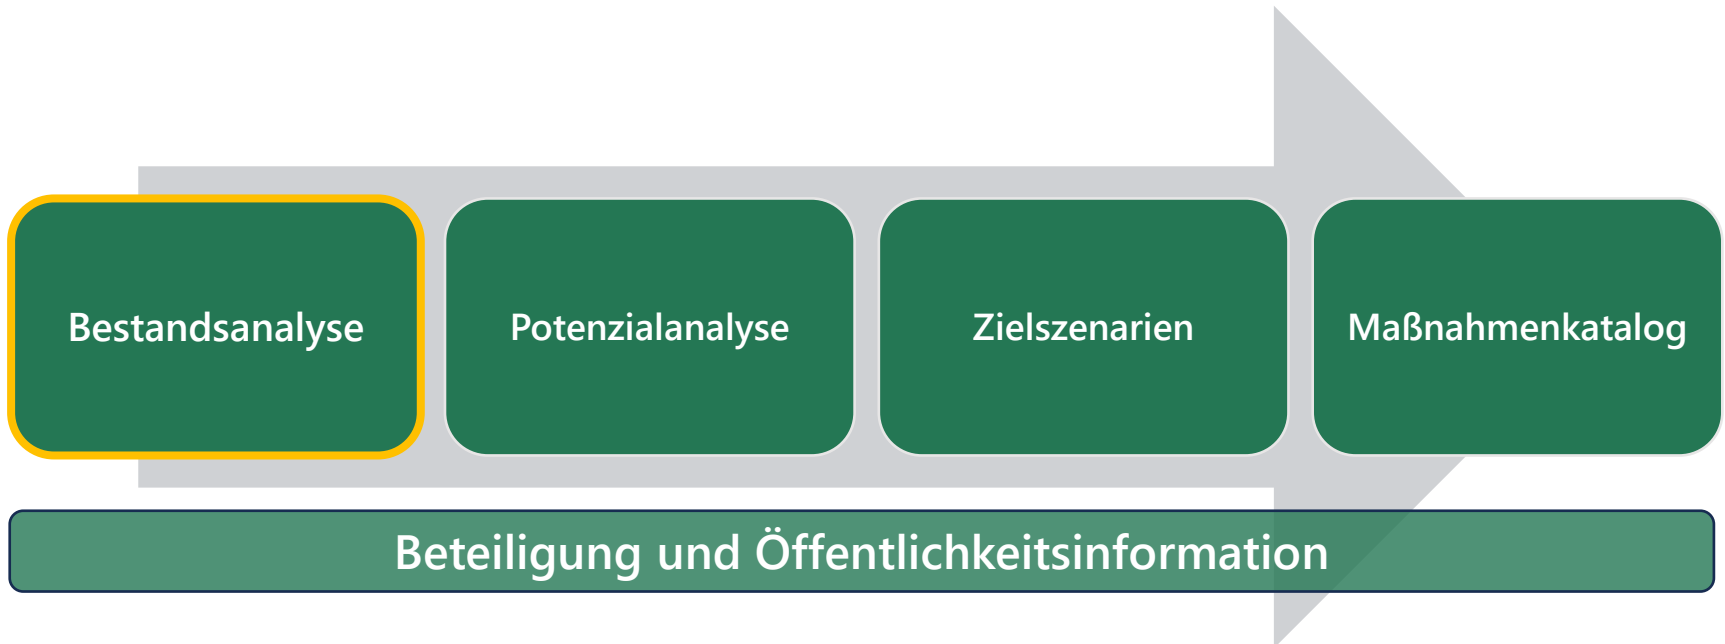 Bestandsanalyse
Potenzialanalyse
Zielszenarien
Maßnahmenkatalog
Beteiligung und Öffentlichkeitsinformation